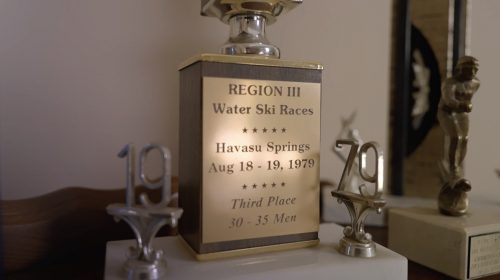 REGION III
Water Ski Races
★★★★★
Havasu Springs
Aug 18 - 19, 1979
★★★★★
Third Place
30 - 35 Men
19
79